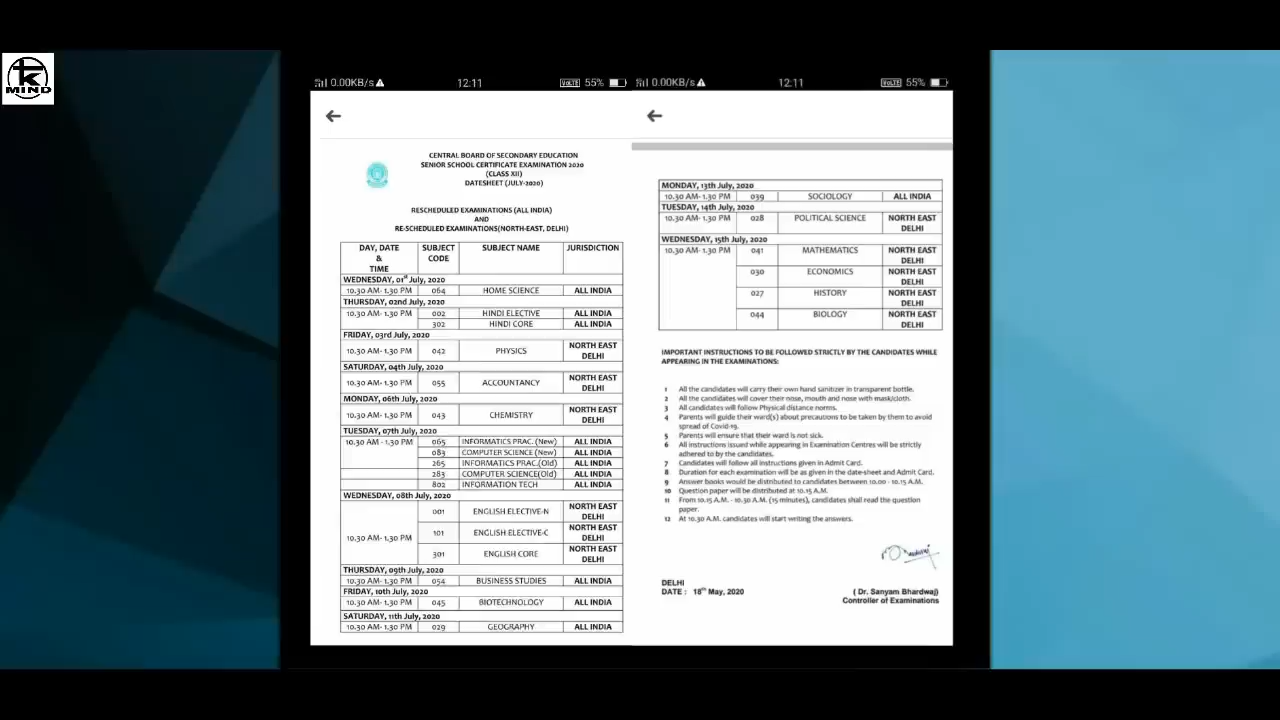 tk
MIND
0.00KB/s
12:11
VoLTE 55%
0.00KB/s
12:11
VoLTE 55%
CENTRAL BOARD OF SECONDARY EDUCATION
SENIOR SCHOOL CERTIFICATE EXAMINATION 2020
(CLASS XII)
DATESHEET (JULY-2020)
RESCHEDULED EXAMINATIONS (ALL INDIA)
AND
RE-SCHEDULED EXAMINATIONS(NORTH-EAST, DELHI)
DAY, DATE & TIME SUBJECT CODE SUBJECT NAME JURISDICTION
WEDNESDAY, 01st July, 2020
10.30 AM- 1.30 PM 064 HOME SCIENCE ALL INDIA
THURSDAY, 02nd July, 2020
10.30 AM- 1.30 PM 002 HINDI ELECTIVE ALL INDIA
302 HINDI CORE ALL INDIA
FRIDAY, 03rd July, 2020
10.30 AM- 1.30 PM 042 PHYSICS NORTH EAST DELHI
SATURDAY, 04th July, 2020
10.30 AM- 1.30 PM 055 ACCOUNTANCY NORTH EAST DELHI
MONDAY, 06th July, 2020
10.30 AM- 1.30 PM 043 CHEMISTRY NORTH EAST DELHI
TUESDAY, 07th July, 2020
10.30 AM - 1.30 PM 065 INFORMATICS PRAC. (New) ALL INDIA
083 COMPUTER SCIENCE (New) ALL INDIA
265 INFORMATICS PRAC.(Old) ALL INDIA
283 COMPUTER SCIENCE(Old) ALL INDIA
802 INFORMATION TECH ALL INDIA
WEDNESDAY, 08th July, 2020
10.30 AM- 1.30 PM 001 ENGLISH ELECTIVE-N NORTH EAST DELHI
101 ENGLISH ELECTIVE-C NORTH EAST DELHI
301 ENGLISH CORE NORTH EAST DELHI
THURSDAY, 09th July, 2020
10.30 AM- 1.30 PM 054 BUSINESS STUDIES ALL INDIA
FRIDAY, 10th July, 2020
10.30 AM- 1.30 PM 045 BIOTECHNOLOGY ALL INDIA
SATURDAY, 11th July, 2020
10.30 AM- 1.30 PM 029 GEOGRAPHY ALL INDIA
MONDAY, 13th July, 2020
10.30 AM- 1.30 PM 039 SOCIOLOGY ALL INDIA
TUESDAY, 14th July, 2020
10.30 AM- 1.30 PM 028 POLITICAL SCIENCE NORTH EAST DELHI
WEDNESDAY, 15th July, 2020
10.30 AM- 1.30 PM 041 MATHEMATICS NORTH EAST DELHI
030 ECONOMICS NORTH EAST DELHI
027 HISTORY NORTH EAST DELHI
044 BIOLOGY NORTH EAST DELHI
IMPORTANT INSTRUCTIONS TO BE FOLLOWED STRICTLY BY THE CANDIDATES WHILE
APPEARING IN THE EXAMINATIONS:
1 All the candidates will carry their own hand sanitizer in transparent bottle.
2 All the candidates will cover their nose, mouth and nose with mask/cloth.
3 All candidates will follow Physical distance norms.
4 Parents will guide their ward(s) about precautions to be taken by them to avoid
spread of Covid-19.
5 Parents will ensure that their ward is not sick.
6 All instructions issued while appearing in Examination Centres will be strictly
adhered to by the candidates.
7 Candidates will follow all instructions given in Admit Card.
8 Duration for each examination will be as given in the date-sheet and Admit Card.
9 Answer books would be distributed to candidates between 10.00 - 10.15 A.M.
10 Question paper will be distributed at 10.15 A.M.
11 From 10.15 A.M. - 10.30 A.M. (15 minutes), candidates shall read the question
paper.
12 At 10.30 A.M. candidates will start writing the answers.
DELHI
DATE : 18th May, 2020
( Dr. Sanyam Bhardwaj)
Controller of Examinations